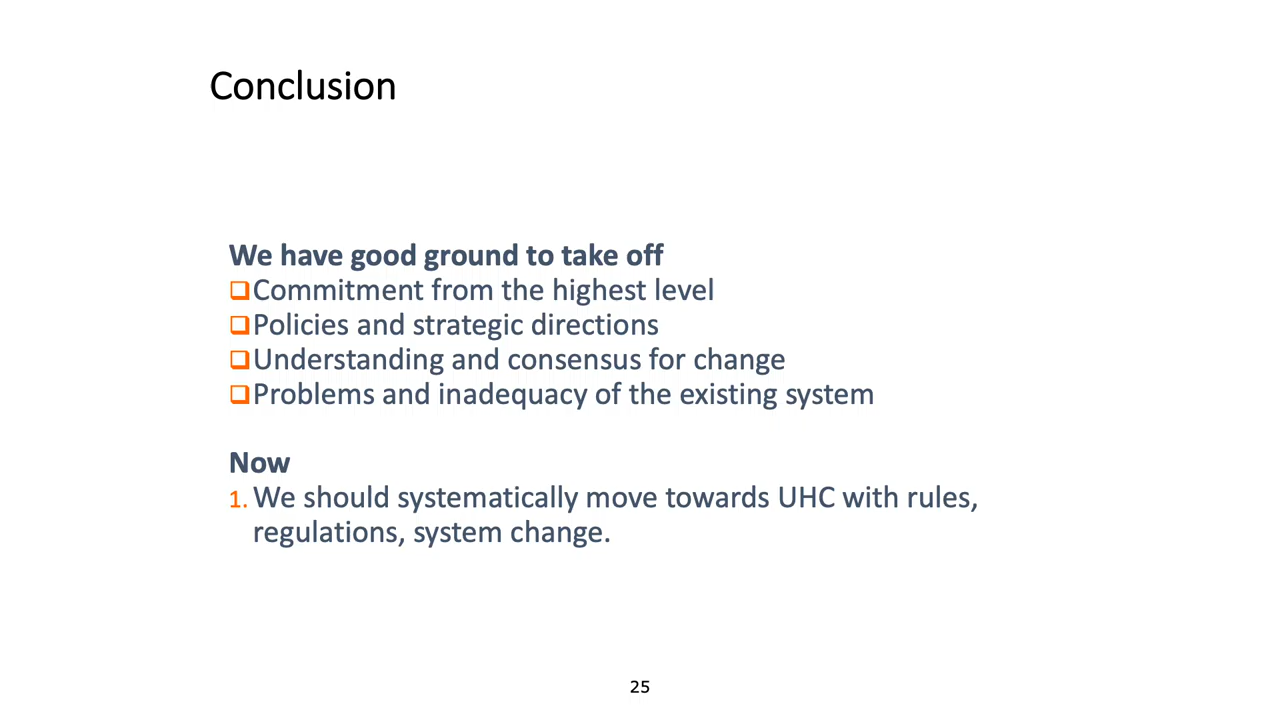 Conclusion
We have good ground to take off
Commitment from the highest level
Policies and strategic directions
Understanding and consensus for change
Problems and inadequacy of the existing system
Now
1. We should systematically move towards UHC with rules,
regulations, system change.
25